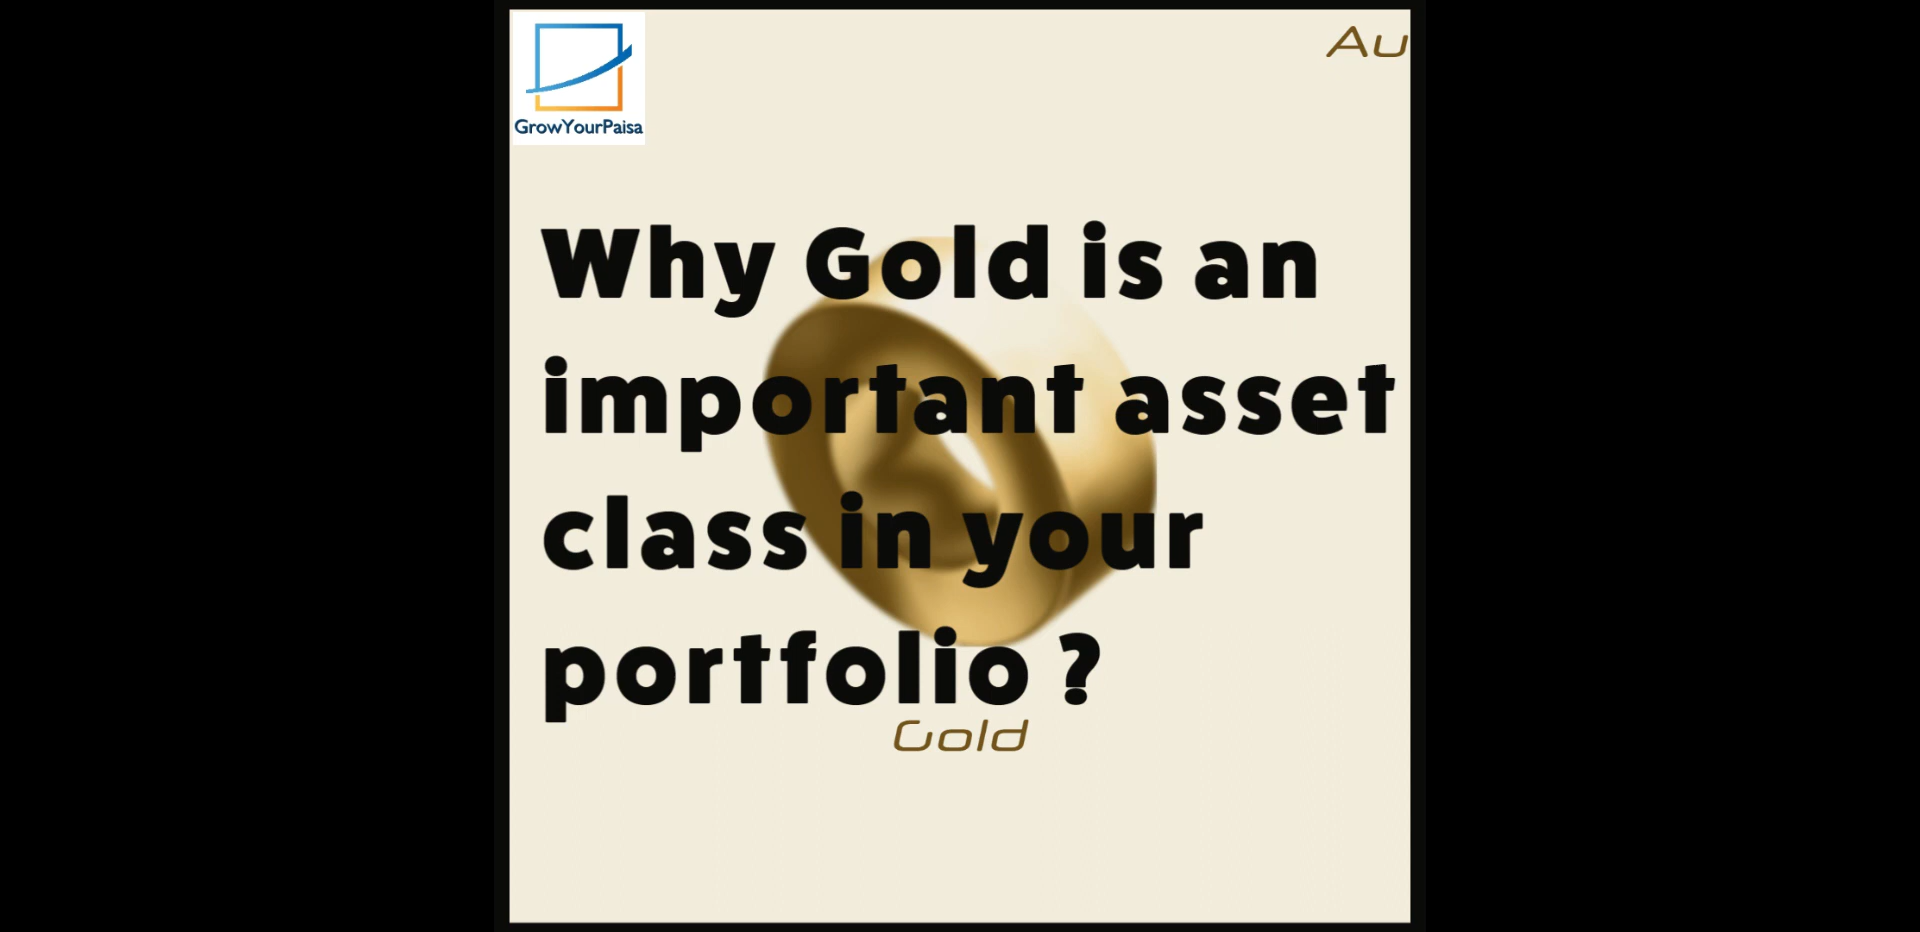 GrowYourPaisa
Au
Why Gold is an
important asset
class in your
portfolio ?
Gold